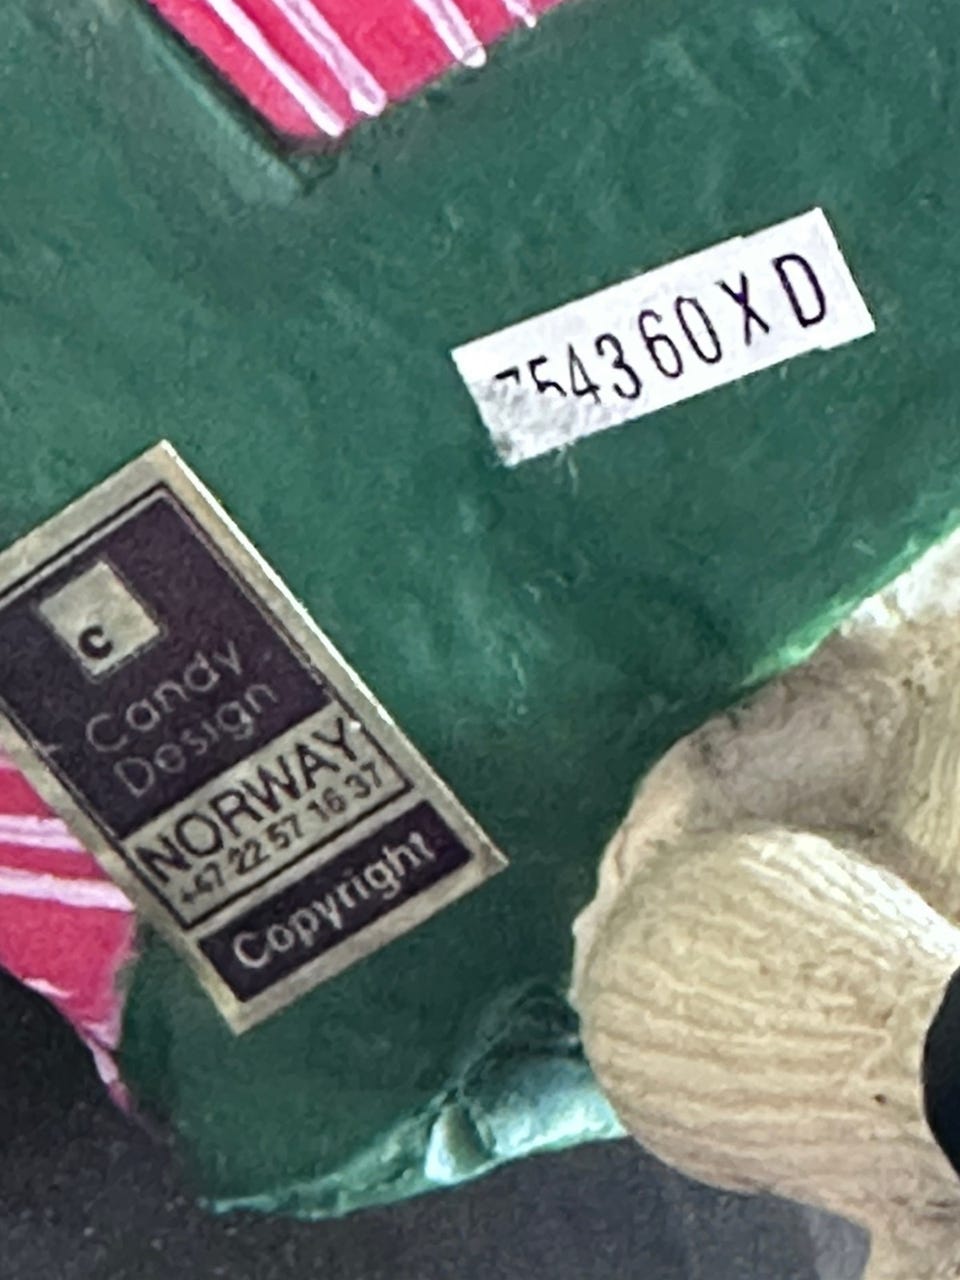 754360XD
C
Candy
Design
NORWAY
+47 22 57 16 37
Copyright